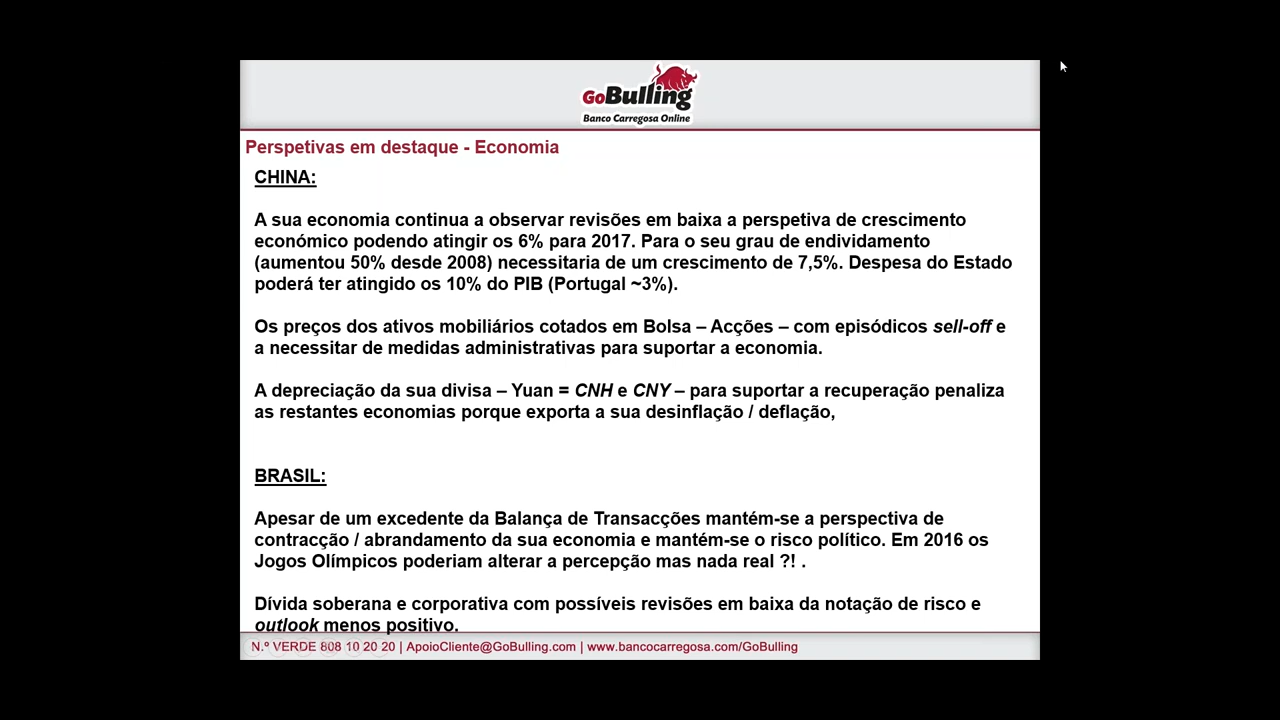 GoBulling
Banco Carregosa Online
Perspetivas em destaque - Economia
CHINA:
A sua economia continua a observar revisões em baixa a perspetiva de crescimento
económico podendo atingir os 6% para 2017. Para o seu grau de endividamento
(aumentou 50% desde 2008) necessitaria de um crescimento de 7,5%. Despesa do Estado
poderá ter atingido os 10% do PIB (Portugal ~3%).
Os preços dos ativos mobiliários cotados em Bolsa – Acções – com episódicos sell-off e
a necessitar de medidas administrativas para suportar a economia.
A depreciação da sua divisa – Yuan = CNH e CNY – para suportar a recuperação penaliza
as restantes economias porque exporta a sua desinflação / deflação,
BRASIL:
Apesar de um excedente da Balança de Transacções mantém-se a perspectiva de
contracção / abrandamento da sua economia e mantém-se o risco político. Em 2016 os
Jogos Olímpicos poderiam alterar a percepção mas nada real ?! .
Dívida soberana e corporativa com possíveis revisões em baixa da notação de risco e
outlook menos positivo.
N.º VERDE 808 10 20 20 | ApoioCliente@GoBulling.com | www.bancocarregosa.com/GoBulling